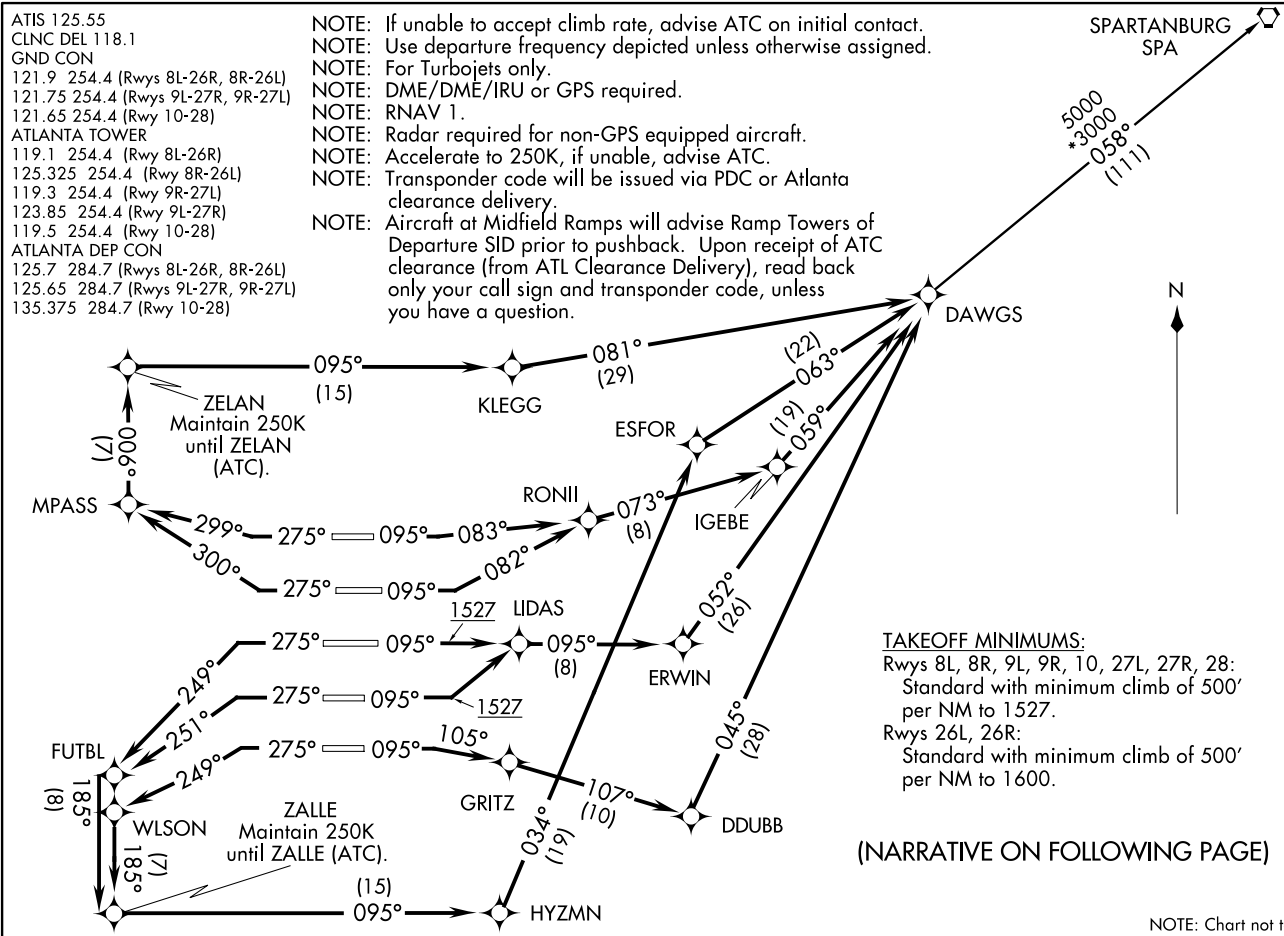 ATIS 125.55
CLNC DEL 118.1
GND CON
121.9 254.4 (Rwys 8L-26R, 8R-26L)
121.75 254.4 (Rwys 9L-27R, 9R-27L)
121.65 254.4 (Rwy 10-28)
ATLANTA TOWER
119.1 254.4 (Rwy 8L-26R)
125.325 254.4 (Rwy 8R-26L)
119.3 254.4 (Rwy 9R-27L)
123.85 254.4 (Rwy 9L-27R)
119.5 254.4 (Rwy 10-28)
ATLANTA DEP CON
125.7 284.7 (Rwys 8L-26R, 8R-26L)
125.65 284.7 (Rwys 9L-27R, 9R-27L)
135.375 284.7 (Rwy 10-28)
NOTE: If unable to accept climb rate, advise ATC on initial contact.
NOTE: Use departure frequency depicted unless otherwise assigned.
NOTE: For Turbojets only.
NOTE: DME/DME/IRU or GPS required.
NOTE: RNAV 1.
NOTE: Radar required for non-GPS equipped aircraft.
NOTE: Accelerate to 250K, if unable, advise ATC.
NOTE: Transponder code will be issued via PDC or Atlanta
clearance delivery.
NOTE: Aircraft at Midfield Ramps will advise Ramp Towers of
Departure SID prior to pushback. Upon receipt of ATC
clearance (from ATL Clearance Delivery), read back
only your call sign and transponder code, unless
you have a question.
SPARTANBURG
SPA
5000
*3000
058°
(111)
DAWGS
N
095°
(15)
KLEGG
081°
(29)
ZELAN
Maintain 250K
until ZELAN
(ATC).
006°
(7)
MPASS
ESFOR
(22)
063°
(19)
059°
IGEBE
RONII
073°
(8)
299° 275° 095° 083°
300° 275° 095° 082°
1527
LIDAS
249° 275° 095°
095°
(8)
ERWIN
052°
(26)
251° 275° 095°
1527
FUTBL
185°
(8)
249° 275° 095° 105°
GRITZ
107°
(10)
DDUBB
045°
(28)
WLSON
(7)
185°
ZALLE
Maintain 250K
until ZALLE (ATC).
(15)
095°
HYZMN
034°
(19)
TAKEOFF MINIMUMS:
Rwys 8L, 8R, 9L, 9R, 10, 27L, 27R, 28:
Standard with minimum climb of 500'
per NM to 1527.
Rwys 26L, 26R:
Standard with minimum climb of 500'
per NM to 1600.
(NARRATIVE ON FOLLOWING PAGE)
NOTE: Chart not t